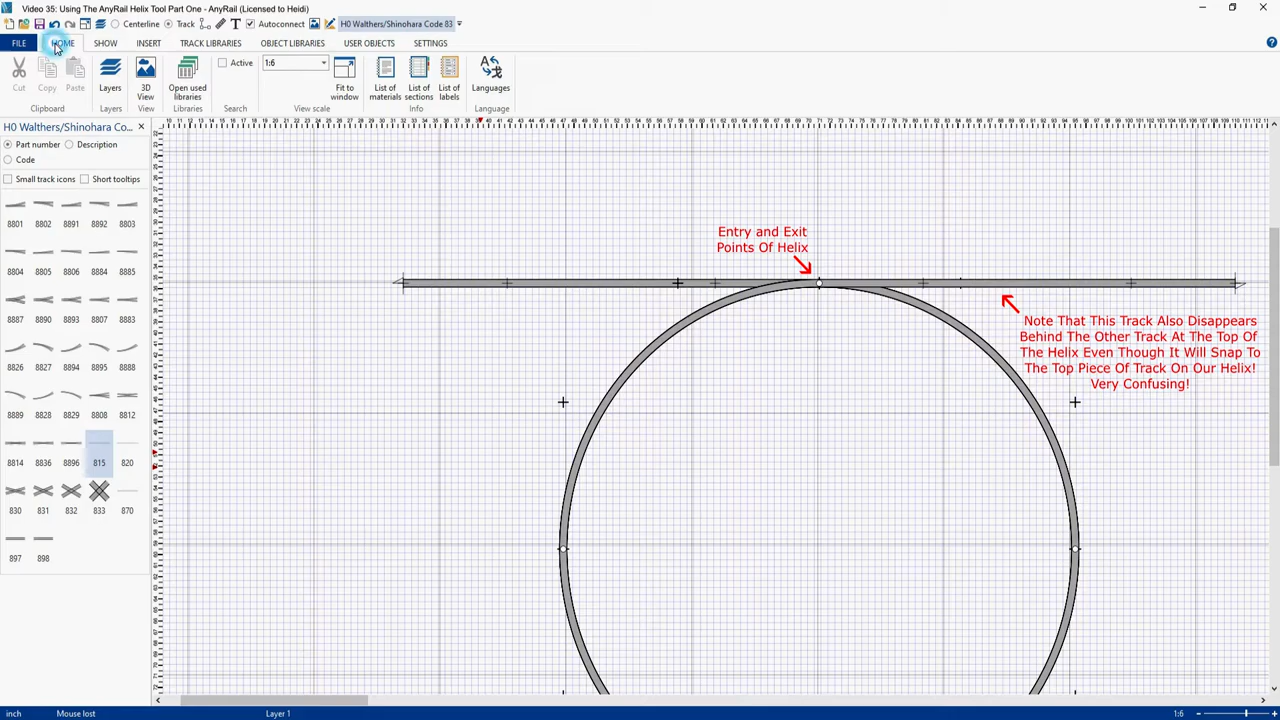 Video 35: Using The AnyRail Helix Tool Part One - AnyRail (Licensed to Heidi)
Centerline Track Autoconnect H0 Walthers/Shinohara Code 83
FILE HOME SHOW INSERT TRACK LIBRARIES OBJECT LIBRARIES USER OBJECTS SETTINGS
Cut Copy Paste Layers 3D View Open used libraries Active 1:6 Fit to window List of materials List of sections List of labels Languages
Clipboard Layers View Libraries Search View scale Info Language
H0 Walthers/Shinohara Co...
Part number Description
Code
Small track icons Short tooltips
8801 8802 8891 8892 8803
8804 8805 8806 8884 8885
8887 8890 8893 8807 8883
8826 8827 8894 8895 8888
8889 8828 8829 8808 8812
8814 8836 8896 815 820
830 831 832 833 870
897 898
Entry and Exit
Points Of Helix
Note That This Track Also Disappears
Behind The Other Track At The Top Of
The Helix Even Though It Will Snap To
The Top Piece Of Track On Our Helix!
Very Confusing!
inch Mouse lost Layer 1 1:6